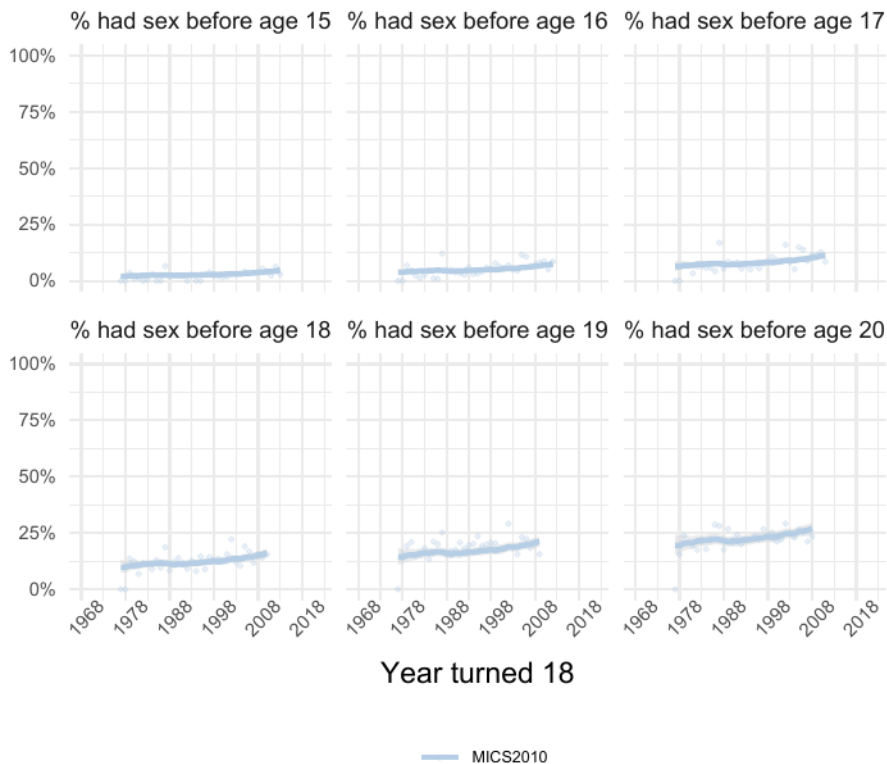 % had sex before age 15 % had sex before age 16 % had sex before age 17
100%
75%
50%
25%
0%
% had sex before age 18 % had sex before age 19 % had sex before age 20
100%
75%
50%
25%
0%
1968 1978 1988 1998 2008 2018 1968 1978 1988 1998 2008 2018 1968 1978 1988 1998 2008 2018
Year turned 18
MICS2010